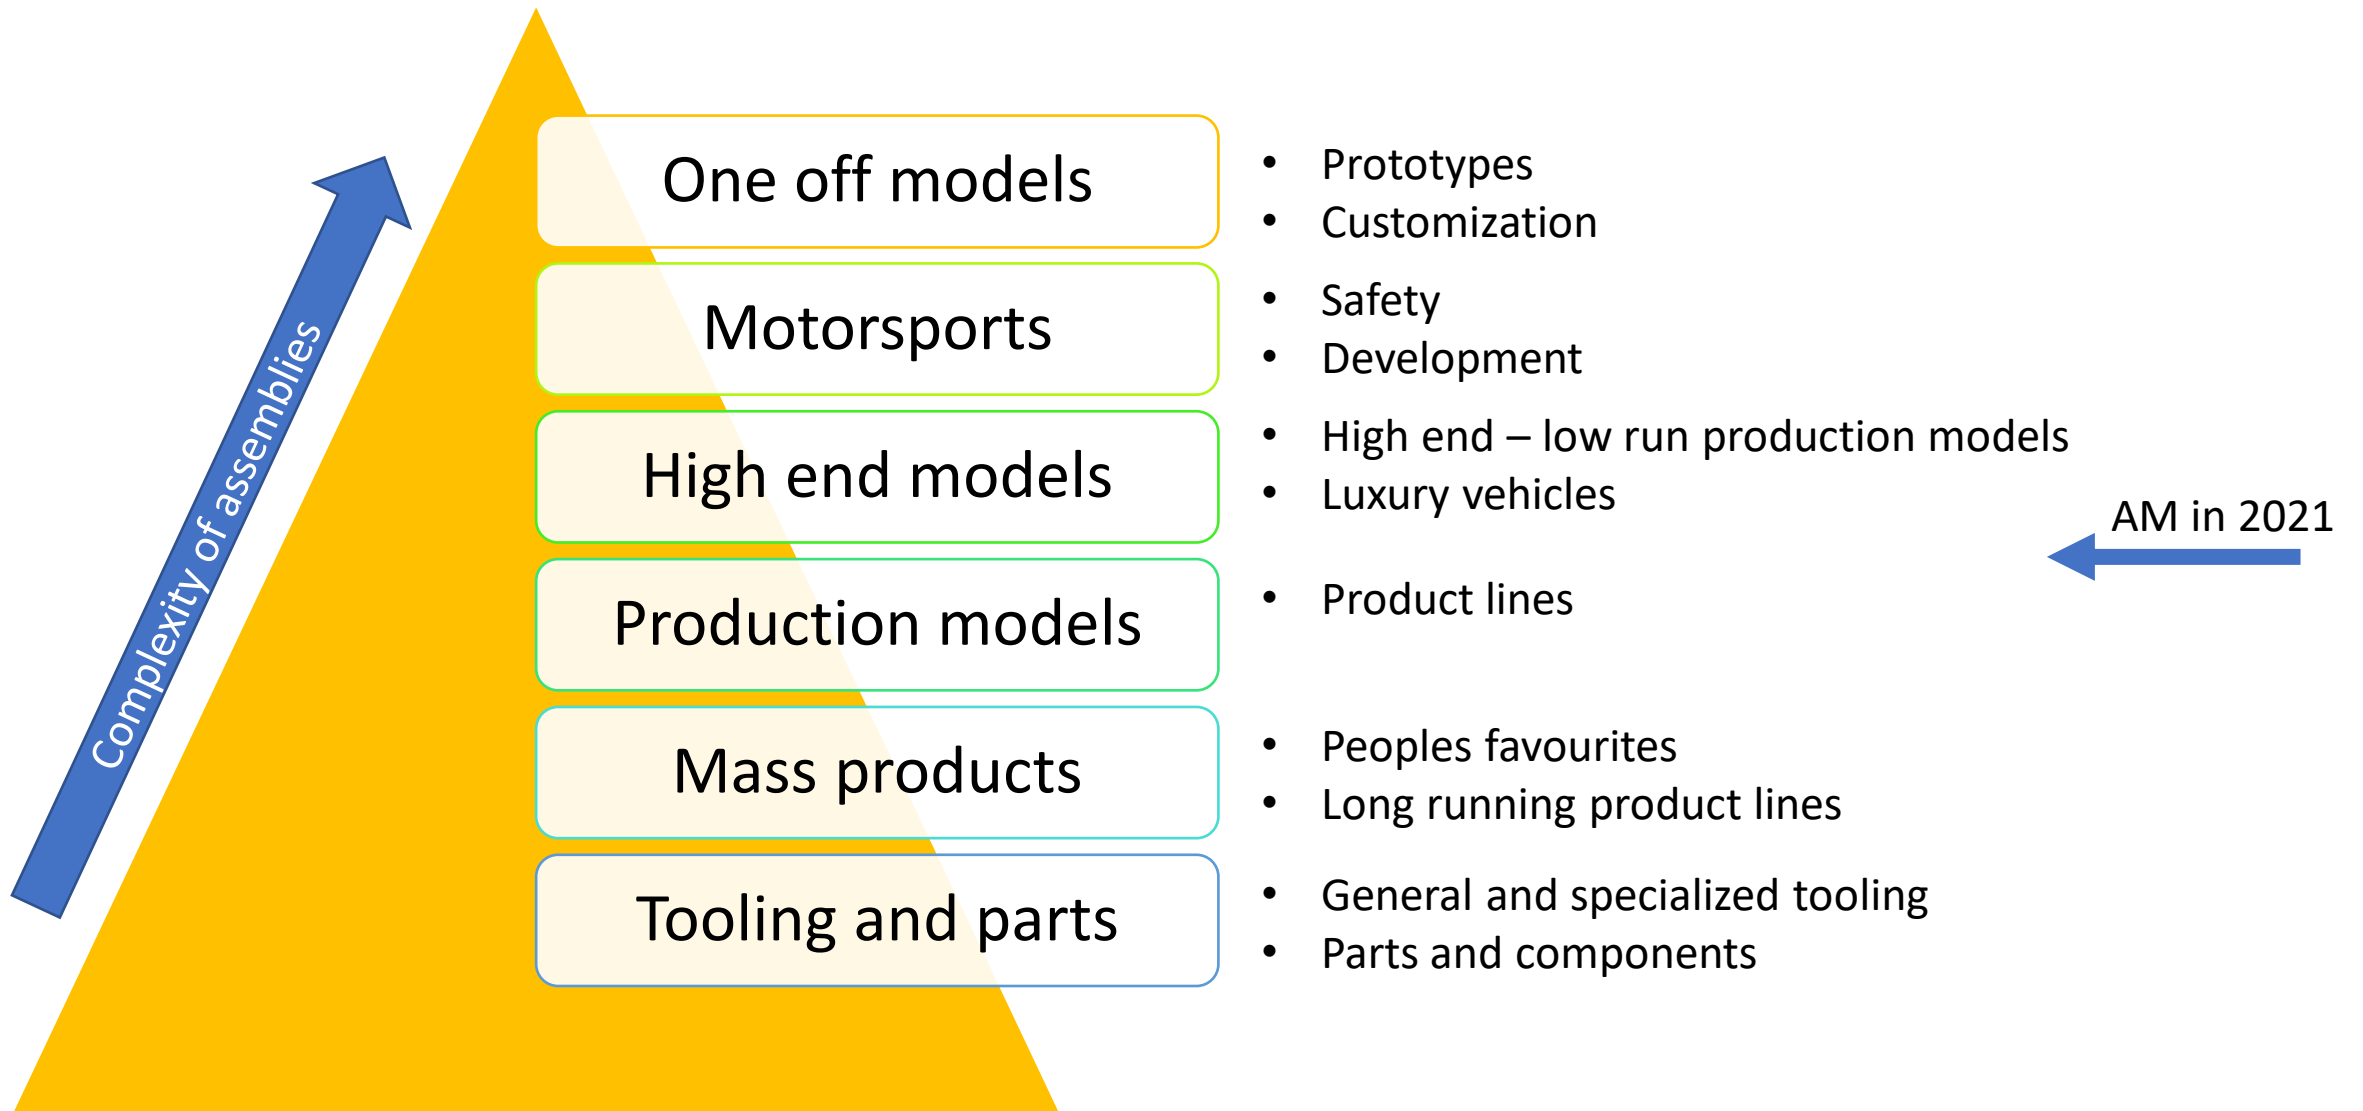 One off models
• Prototypes
• Customization
Motorsports
• Safety
• Development
High end models
• High end – low run production models
• Luxury vehicles
AM in 2021
Production models
• Product lines
Mass products
• Peoples favourites
• Long running product lines
Tooling and parts
• General and specialized tooling
• Parts and components
Complexity of assemblies